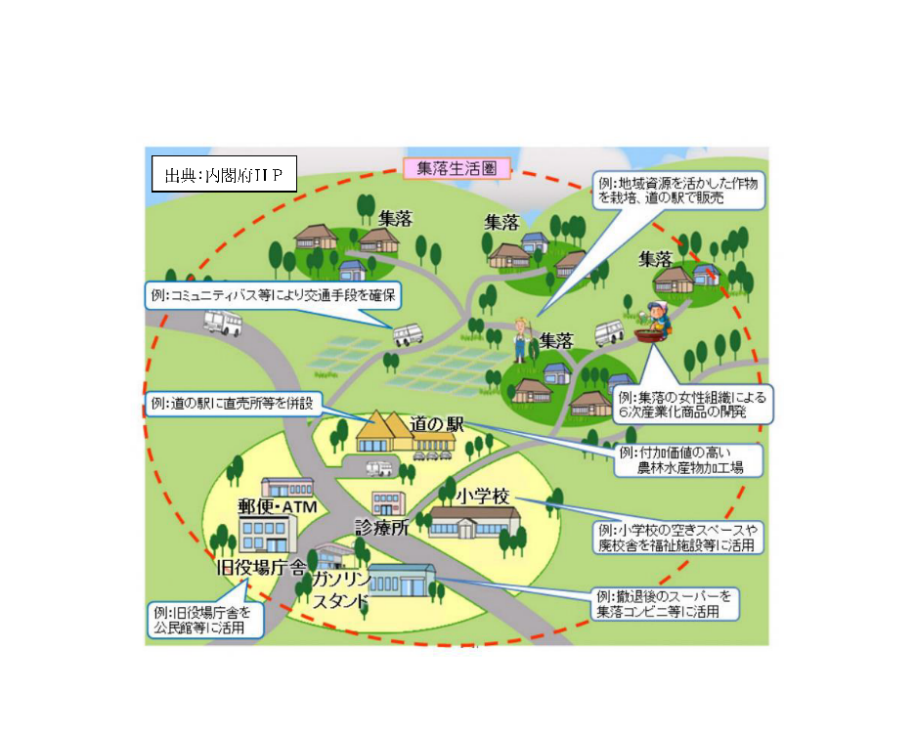 集落生活圏
出典:内閣府HP
例:地域資源を活かした作物
を栽培、道の駅で販売
集落
集落
集落
例:コミュニティバス等により交通手段を確保
集落
例:集落の女性組織による
6次産業化商品の開発
例:道の駅に直売所等を併設
道の駅
例:付加価値の高い
農林水産物加工場
小学校
郵便・ATM
診療所
例:小学校の空きスペースや
廃校舎を福祉施設等に活用
旧役場庁舎
ガソリン
スタンド
例:撤退後のスーパーを
集落コンビニ等に活用
例:旧役場庁舎を
公民館等に活用